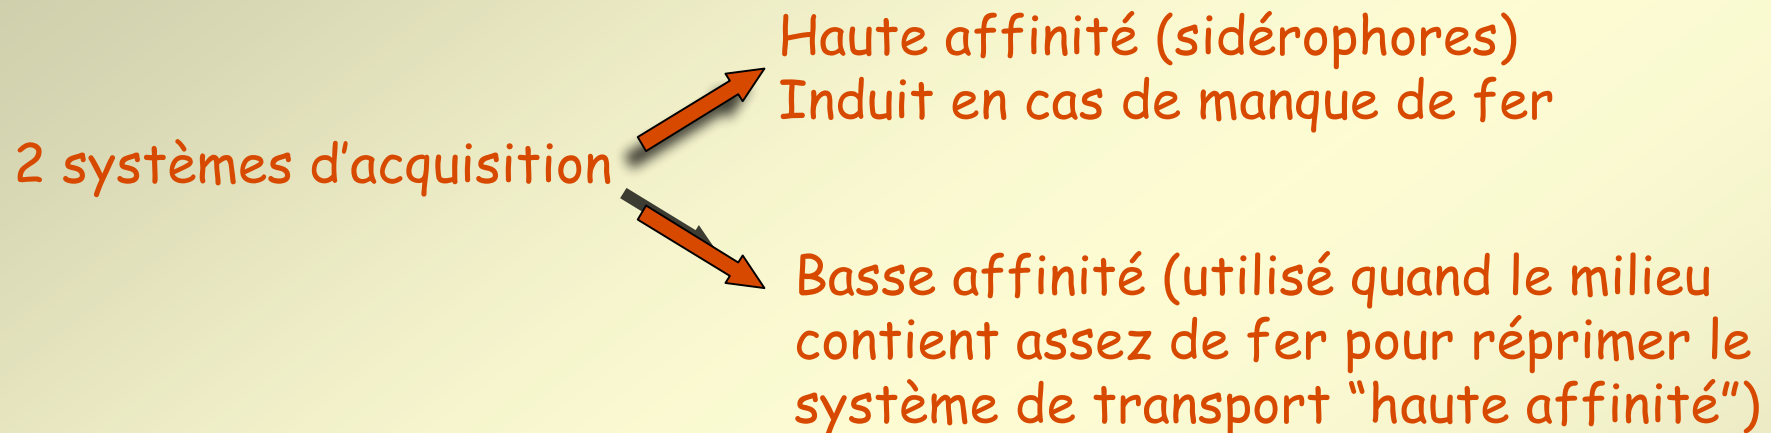 Haute affinité (sidérophores)
Induit en cas de manque de fer
2 systèmes d’acquisition
Basse affinité (utilisé quand le milieu
contient assez de fer pour réprimer le
système de transport “haute affinité”)